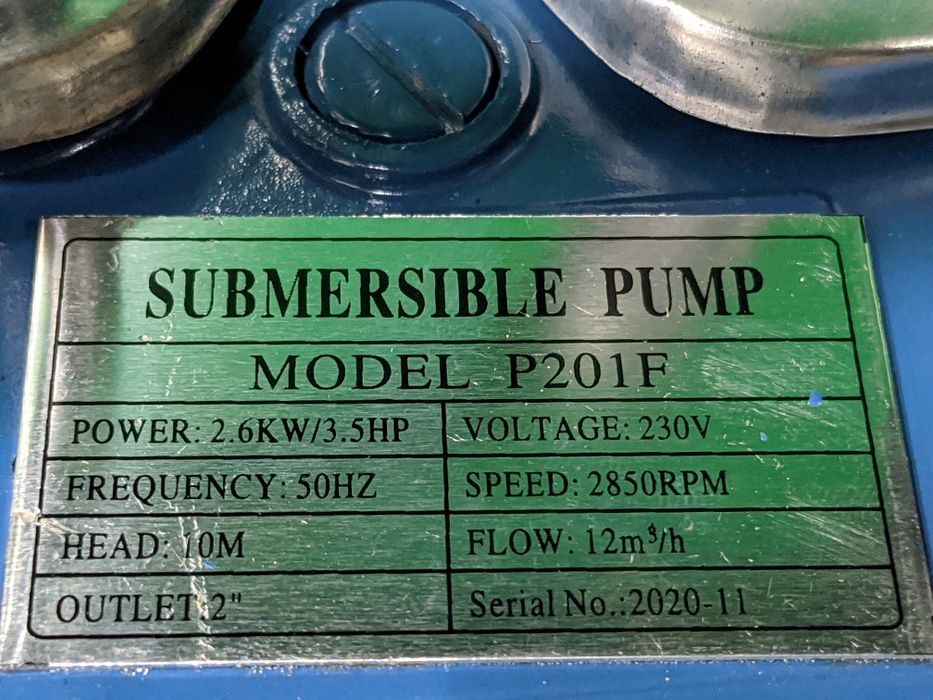 SUBMERSIBLE PUMP
MODEL P201F
POWER: 2.6KW/3.5HP VOLTAGE: 230V
FREQUENCY: 50HZ SPEED: 2850RPM
HEAD: 10M FLOW: 12m³/h
OUTLET:2" Serial No.:2020-11